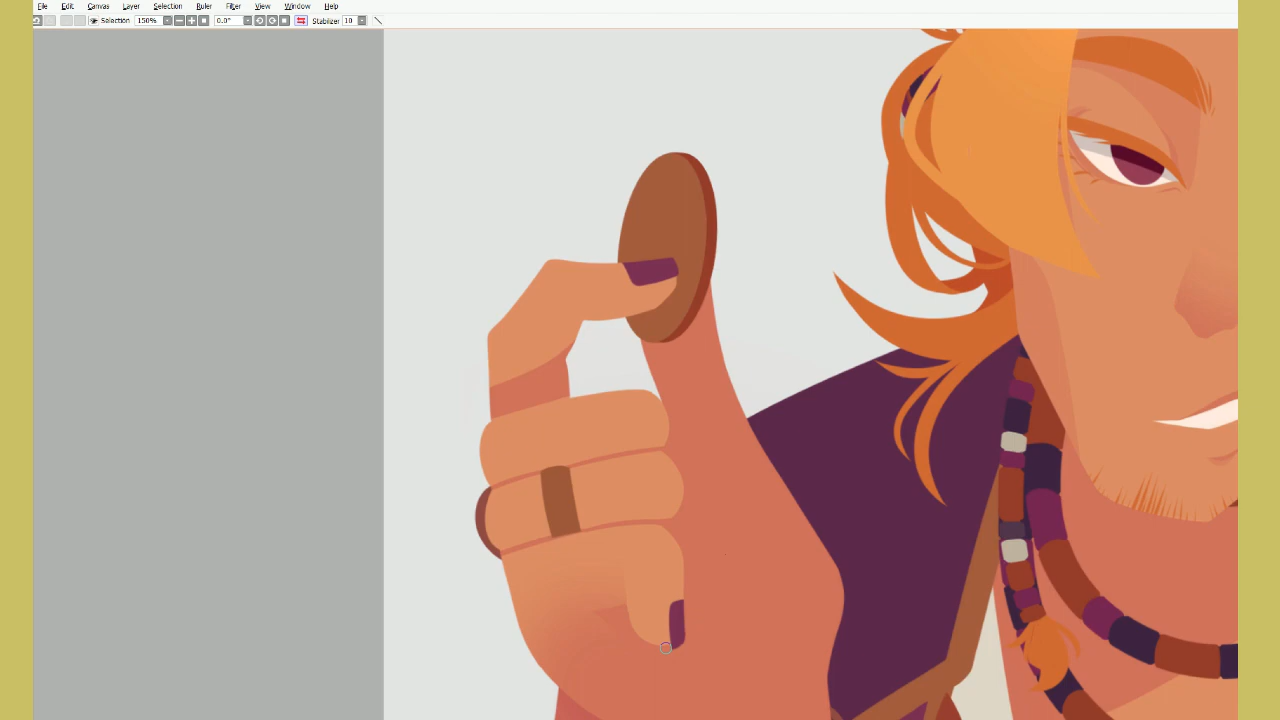 File Edit Canvas Layer Selection Ruler Filter View Window Help
Selection 150% 0.0° Stabilizer 10